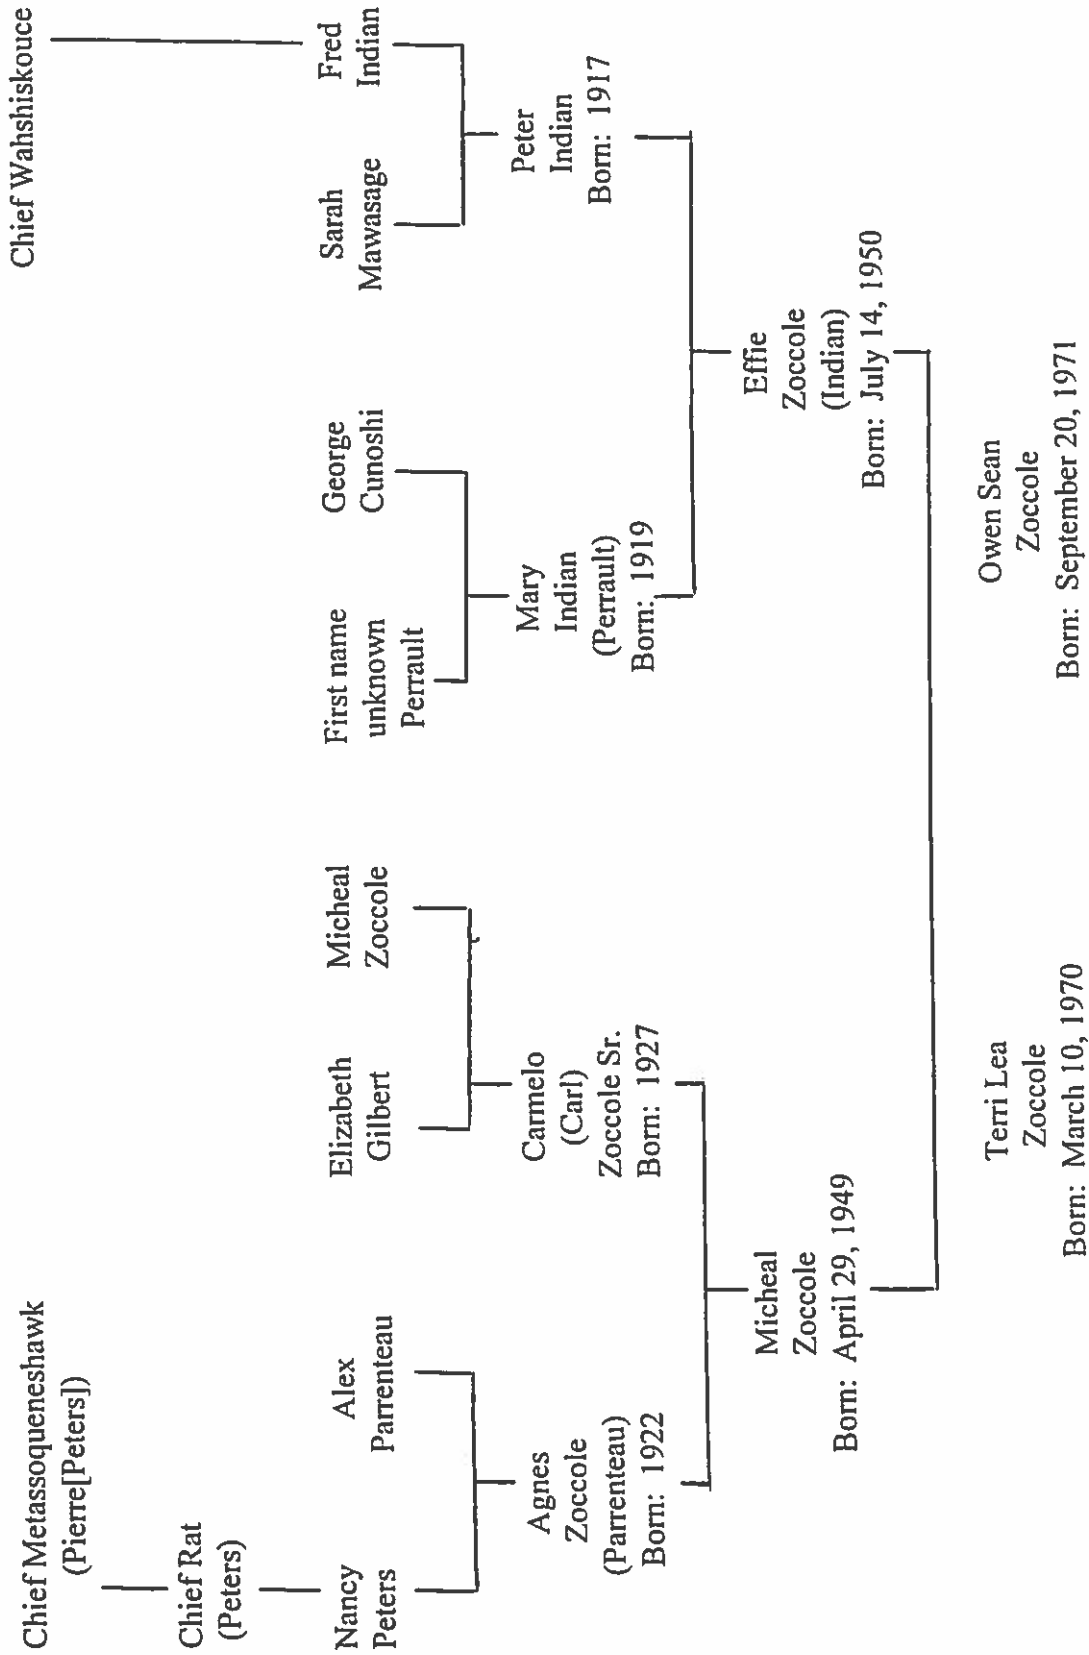 Chief Metassoqueneshawk
(Pierre[Peters])
Chief Wahshiskouce
Chief Rat
(Peters)
Nancy
Peters
Alex
Parrenteau
Elizabeth
Gilbert
Micheal
Zoccole
First name
unknown
Perrault
George
Cunoshi
Sarah
Mawasage
Fred
Indian
Agnes
Zoccole
(Parrenteau)
Born: 1922
Carmelo
(Carl)
Zoccole Sr.
Born: 1927
Mary
Indian
(Perrault)
Born: 1919
Peter
Indian
Born: 1917
Micheal
Zoccole
Born: April 29, 1949
Effie
Zoccole
(Indian)
Born: July 14, 1950
Terri Lea
Zoccole
Born: March 10, 1970
Owen Sean
Zoccole
Born: September 20, 1971